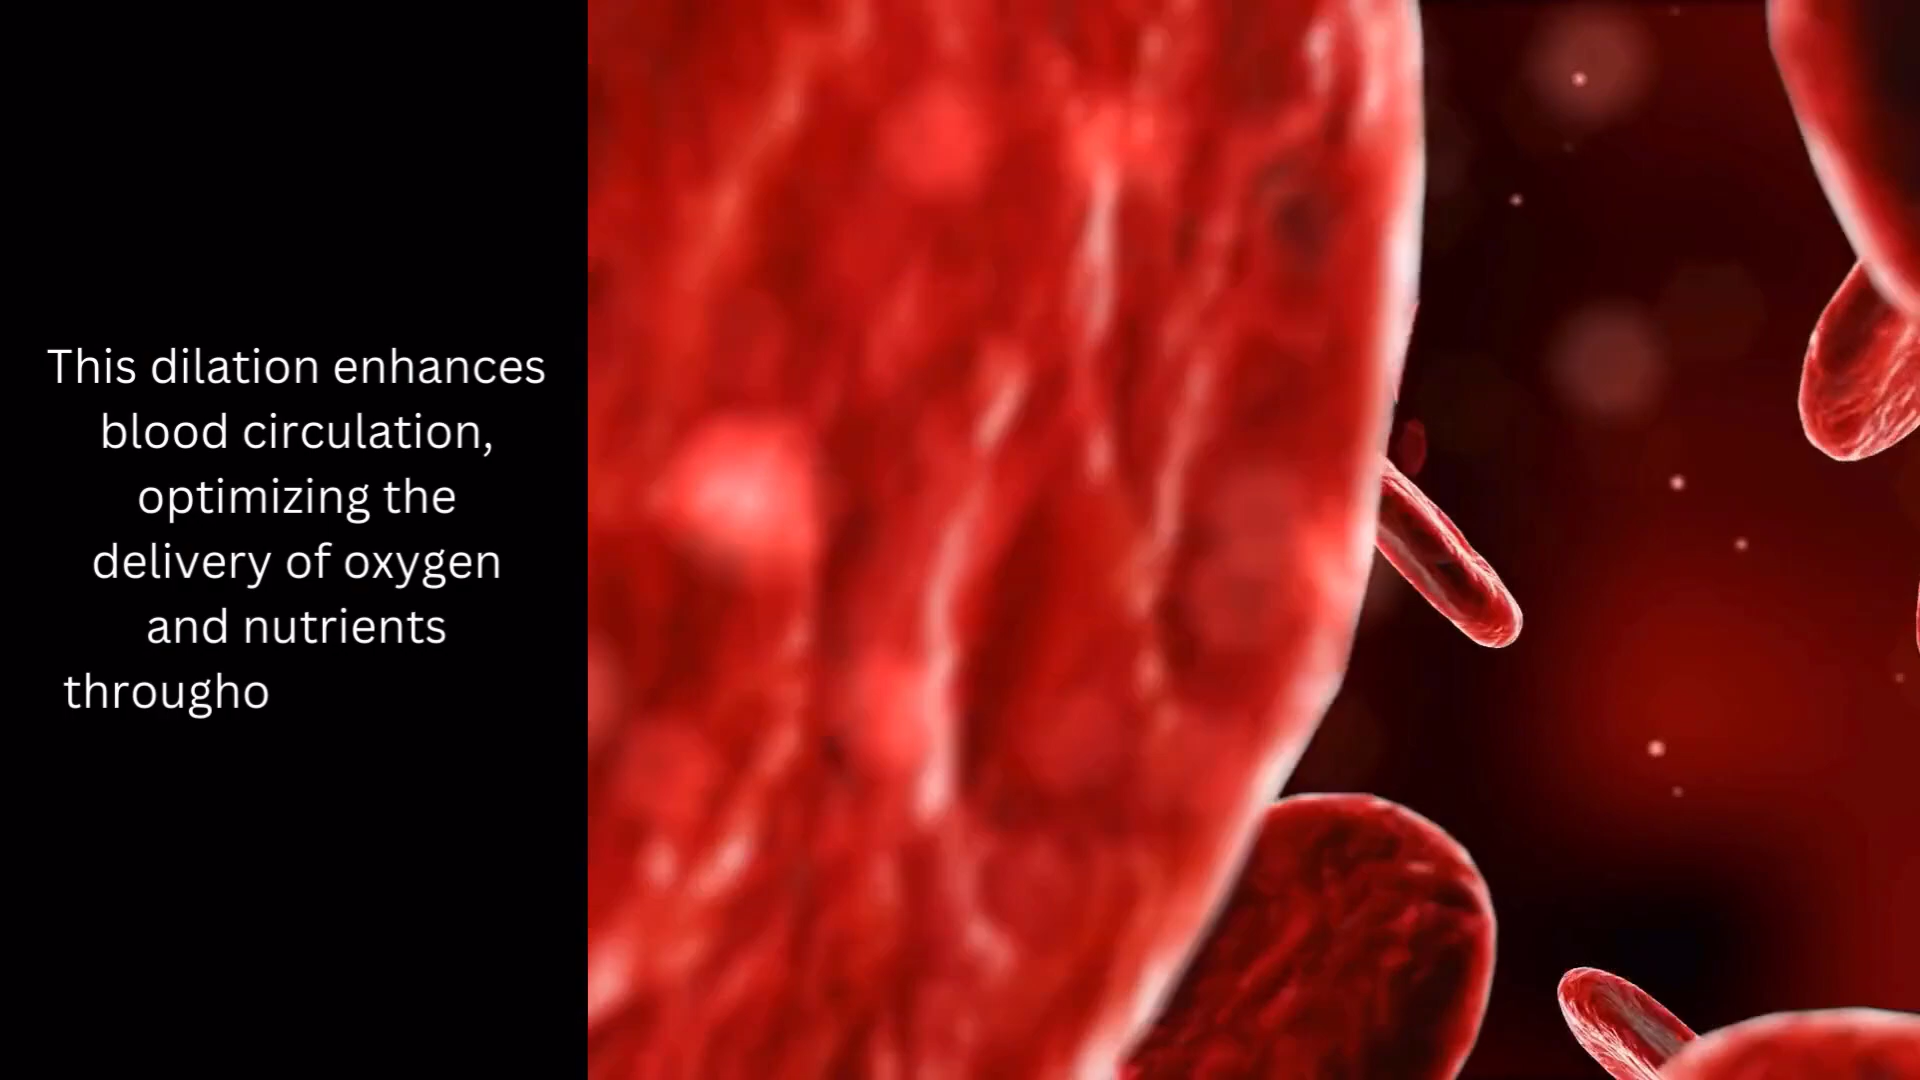 This dilation enhances
blood circulation,
optimizing the
delivery of oxygen
and nutrients
througho